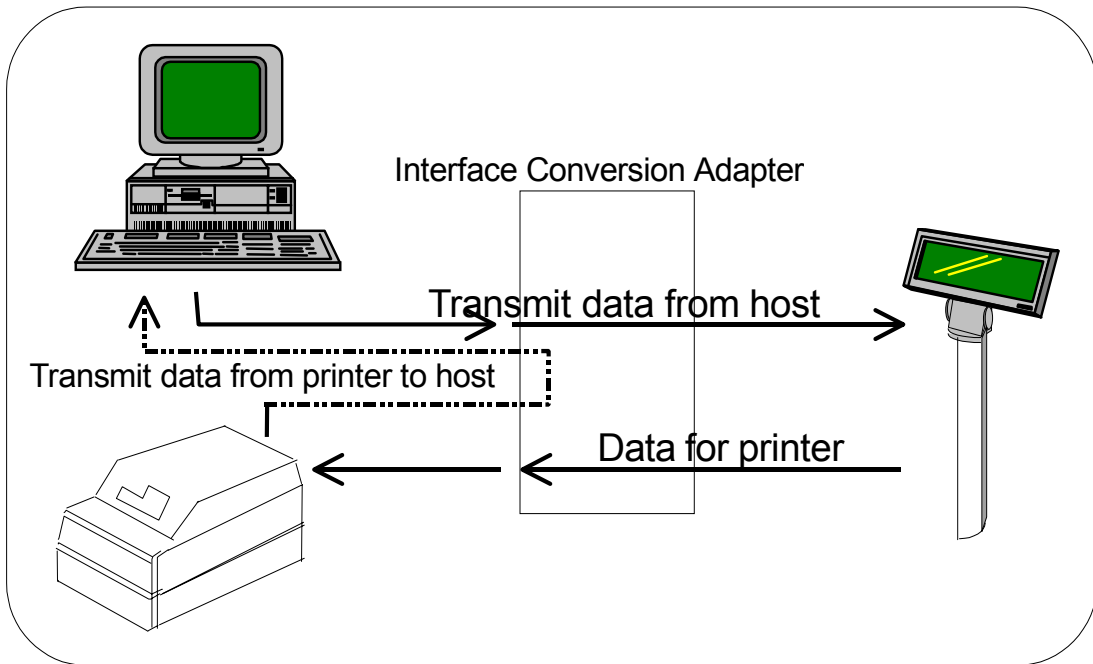 Interface Conversion Adapter
Transmit data from host
Transmit data from printer to host
Data for printer